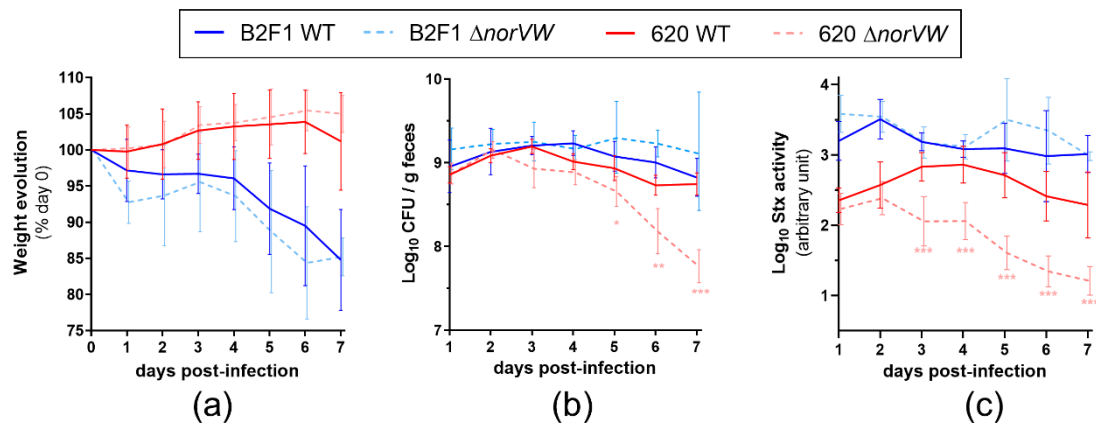 B2F1 WT B2F1 ΔnorVW 620 WT 620 ΔnorVW
110
105
100
95
90
85
80
75
0 1 2 3 4 5 6 7
Weight evolution
(% day 0)
days post-infection
(a)
10
9
8
7
1 2 3 4 5 6 7
Log₁₀ CFU / g feces
days post-infection
*
**
***
(b)
4
3
2
1
1 2 3 4 5 6 7
Log₁₀ Stx activity
(arbitrary unit)
days post-infection
*** *** *** *** ***
(c)